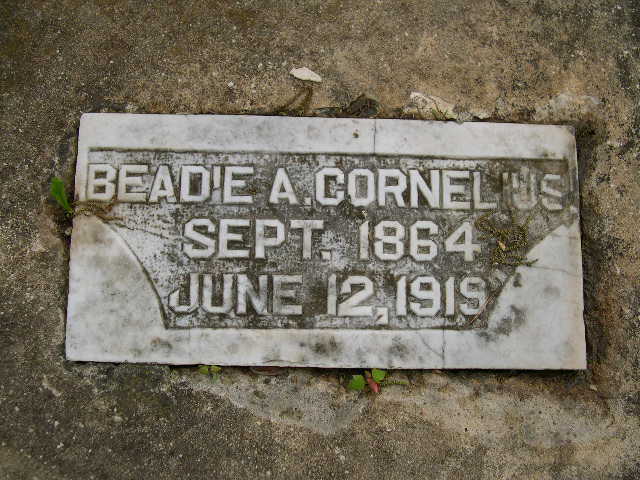 BEADIE A. CORNELIUS
SEPT. 1864
JUNE 12, 1919